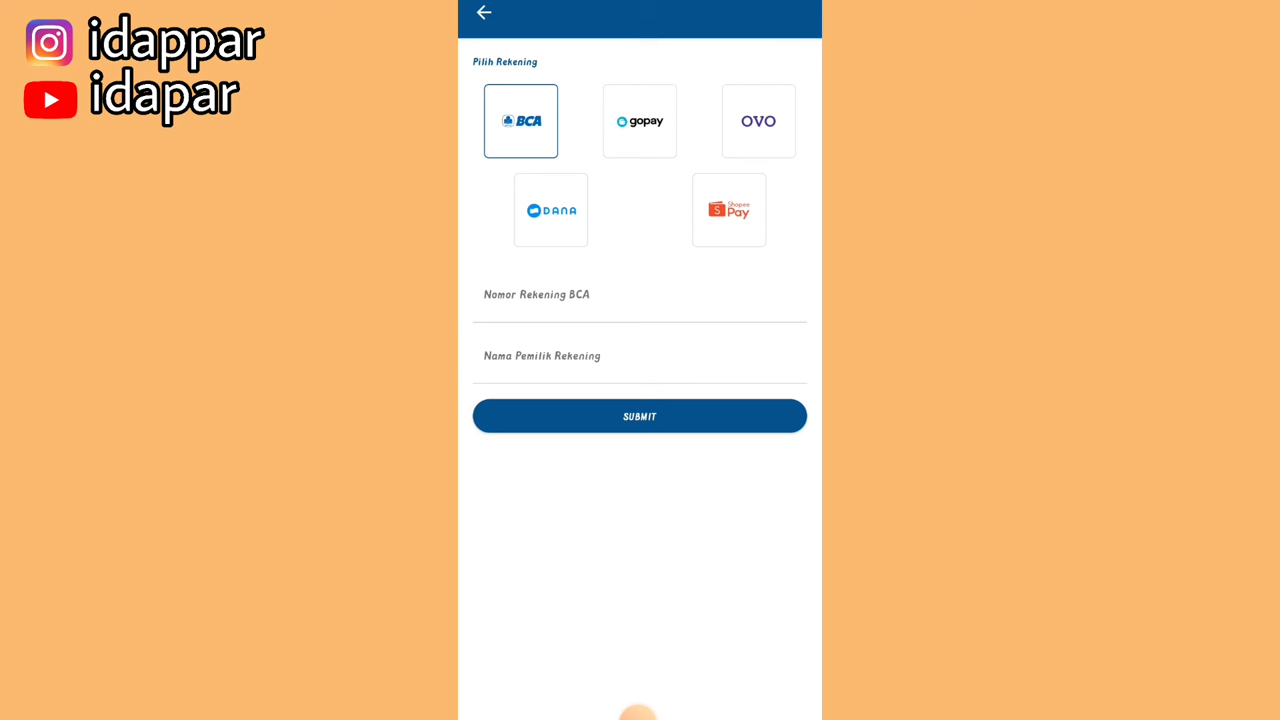 idappar
idapar
Pilih Rekening
BCA
gopay
OVO
DANA
S Shopee Pay
Nomor Rekening BCA
Nama Pemilik Rekening
SUBMIT